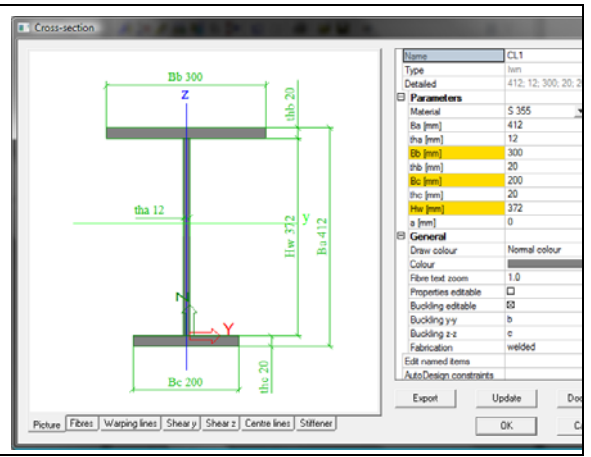 Cross-section
Bb 300
z
thb 20
tha 12
y
Hw 372
Ba 412
Z
Y
Bc 200
thc 20
Picture Fibres Warping lines Shear y Shear z Centre lines Stiffener
Name CL1
Type Iwn
Detailed 412; 12; 300; 20; 2
Parameters
Material S 355
Ba [mm] 412
tha [mm] 12
Bb [mm] 300
thb [mm] 20
Bc [mm] 200
thc [mm] 20
Hw [mm] 372
a [mm] 0
General
Draw colour Normal colour
Colour
Fibre text zoom 1.0
Properties editable
Buckling editable
Buckling y-y b
Buckling z-z c
Fabrication welded
Edit named items
AutoDesign constraints
Export Update Doc
OK Ca